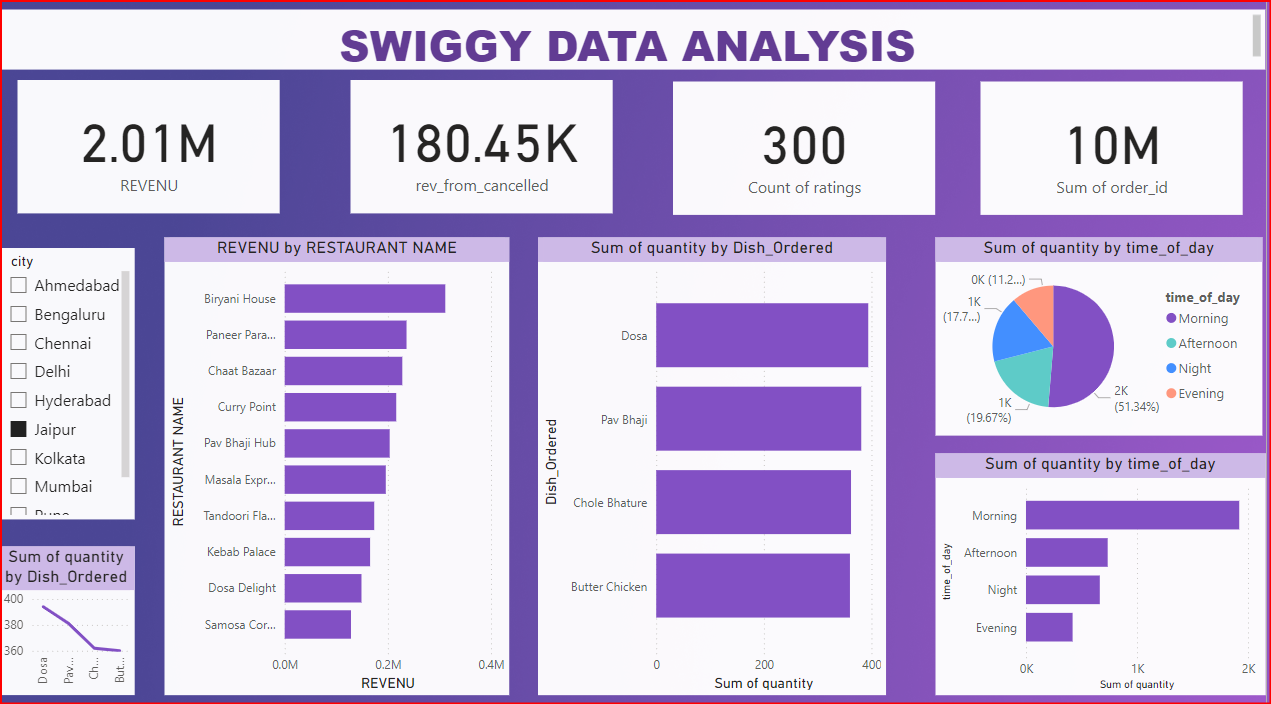 SWIGGY DATA ANALYSIS
2.01M
REVENU
180.45K
rev_from_cancelled
300
Count of ratings
10M
Sum of order_id
city
Ahmedabad
Bengaluru
Chennai
Delhi
Hyderabad
Jaipur
Kolkata
Mumbai
Sum of quantity
by Dish_Ordered
400
380
360
Dosa
Pav...
Ch...
But...
REVENU by RESTAURANT NAME
RESTAURANT NAME
Biryani House
Paneer Para...
Chaat Bazaar
Curry Point
Pav Bhaji Hub
Masala Expr...
Tandoori Fla...
Kebab Palace
Dosa Delight
Samosa Cor...
0.0M 0.2M 0.4M
REVENU
Sum of quantity by Dish_Ordered
Dish_Ordered
Dosa
Pav Bhaji
Chole Bhature
Butter Chicken
0 200 400
Sum of quantity
Sum of quantity by time_of_day
0K (11.2...)
1K
(17.7...)
1K
(19.67%)
2K
(51.34%)
time_of_day
Morning
Afternoon
Night
Evening
Sum of quantity by time_of_day
time_of_day
Morning
Afternoon
Night
Evening
0K 1K 2K
Sum of quantity